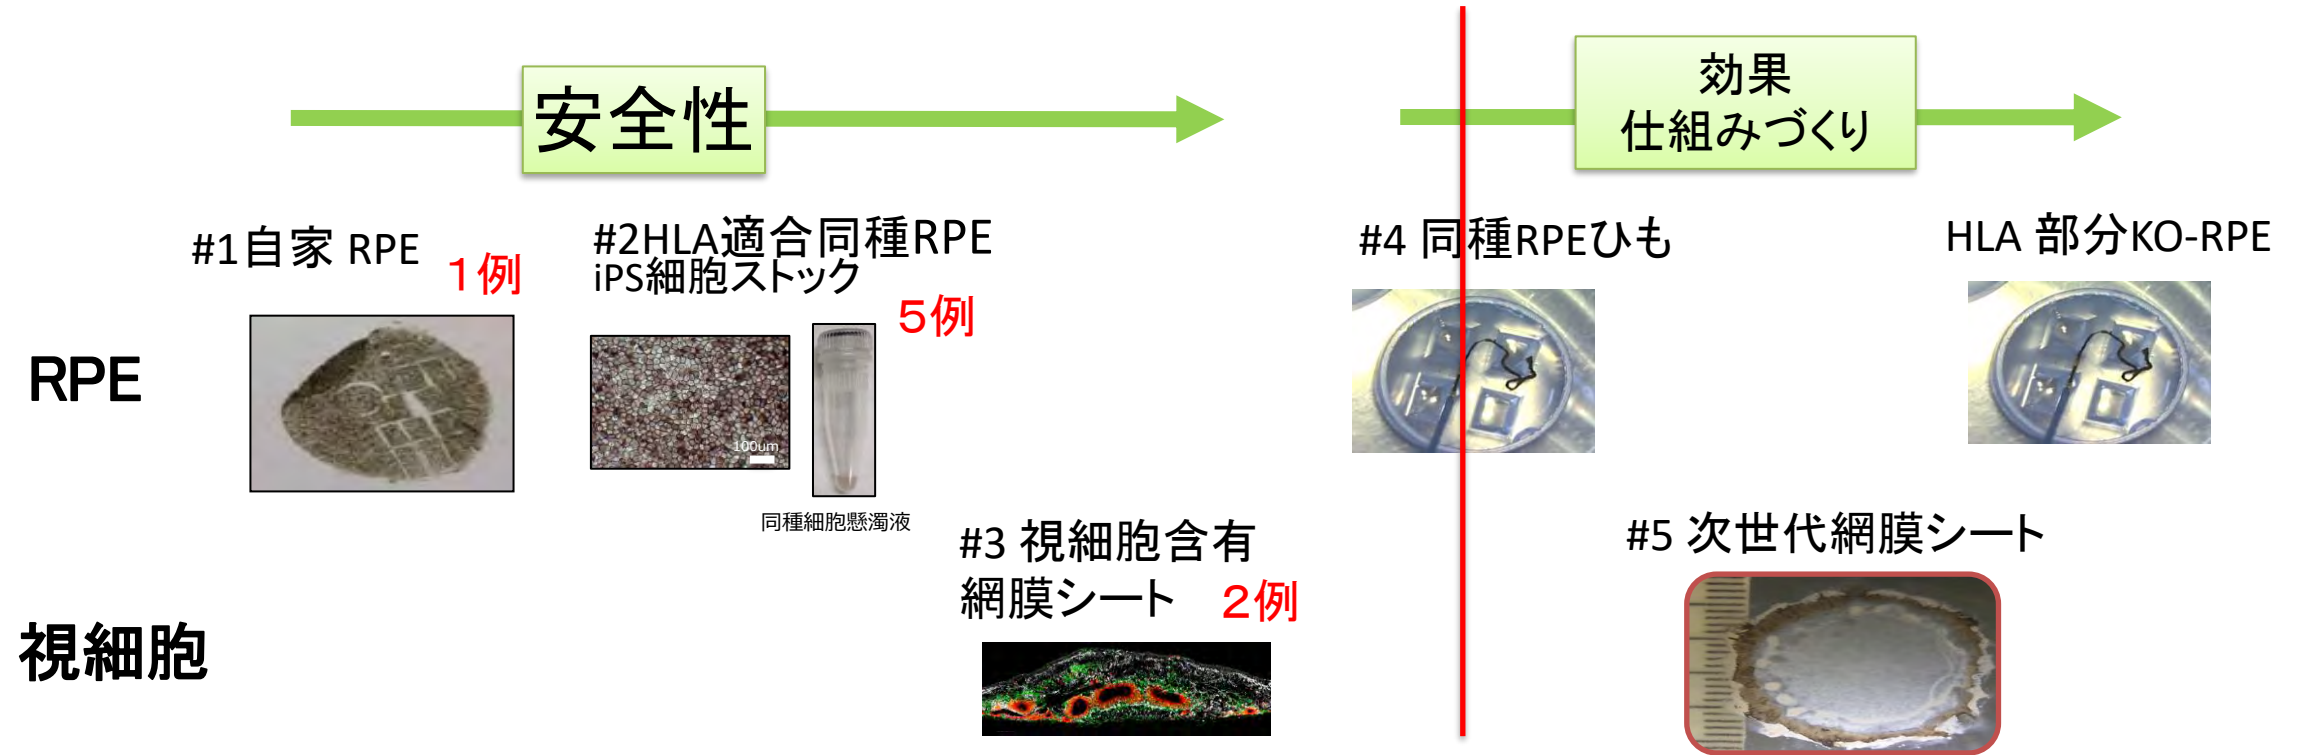 安全性
効果
仕組みづくり
#1自家 RPE
1例
#2HLA適合同種RPE
iPS細胞ストック
5例
#4 同種RPEひも
HLA 部分KO-RPE
RPE
100um
同種細胞懸濁液
#3 視細胞含有
網膜シート
2例
#5 次世代網膜シート
視細胞